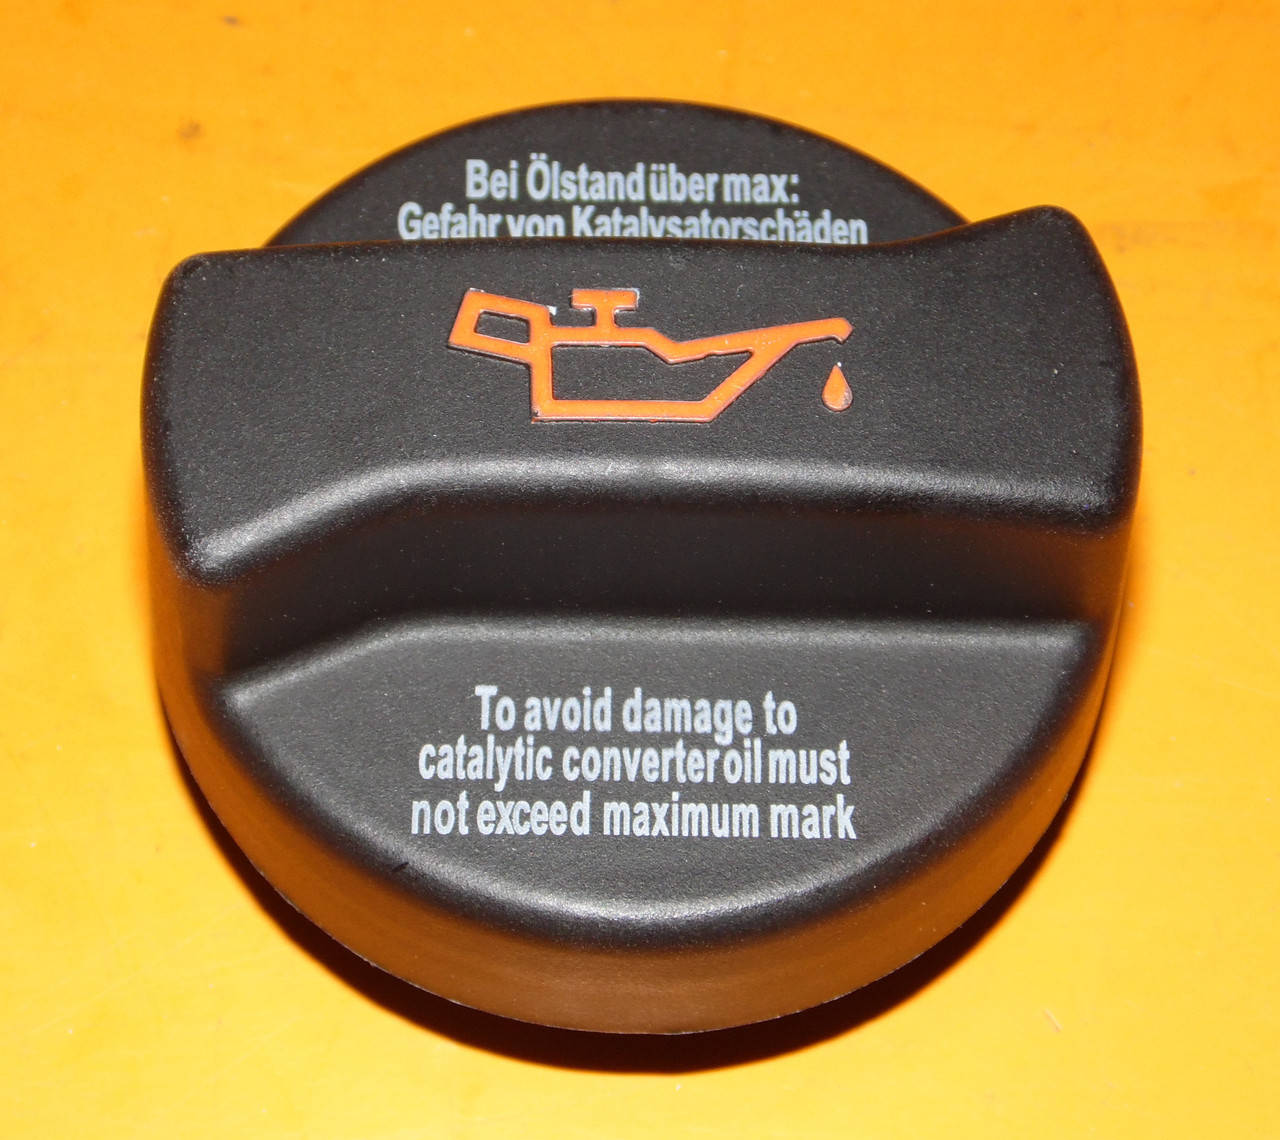 Bei Ölstand über max:
Gefahr von Katalysatorschäden
To avoid damage to
catalytic converter oil must
not exceed maximum mark